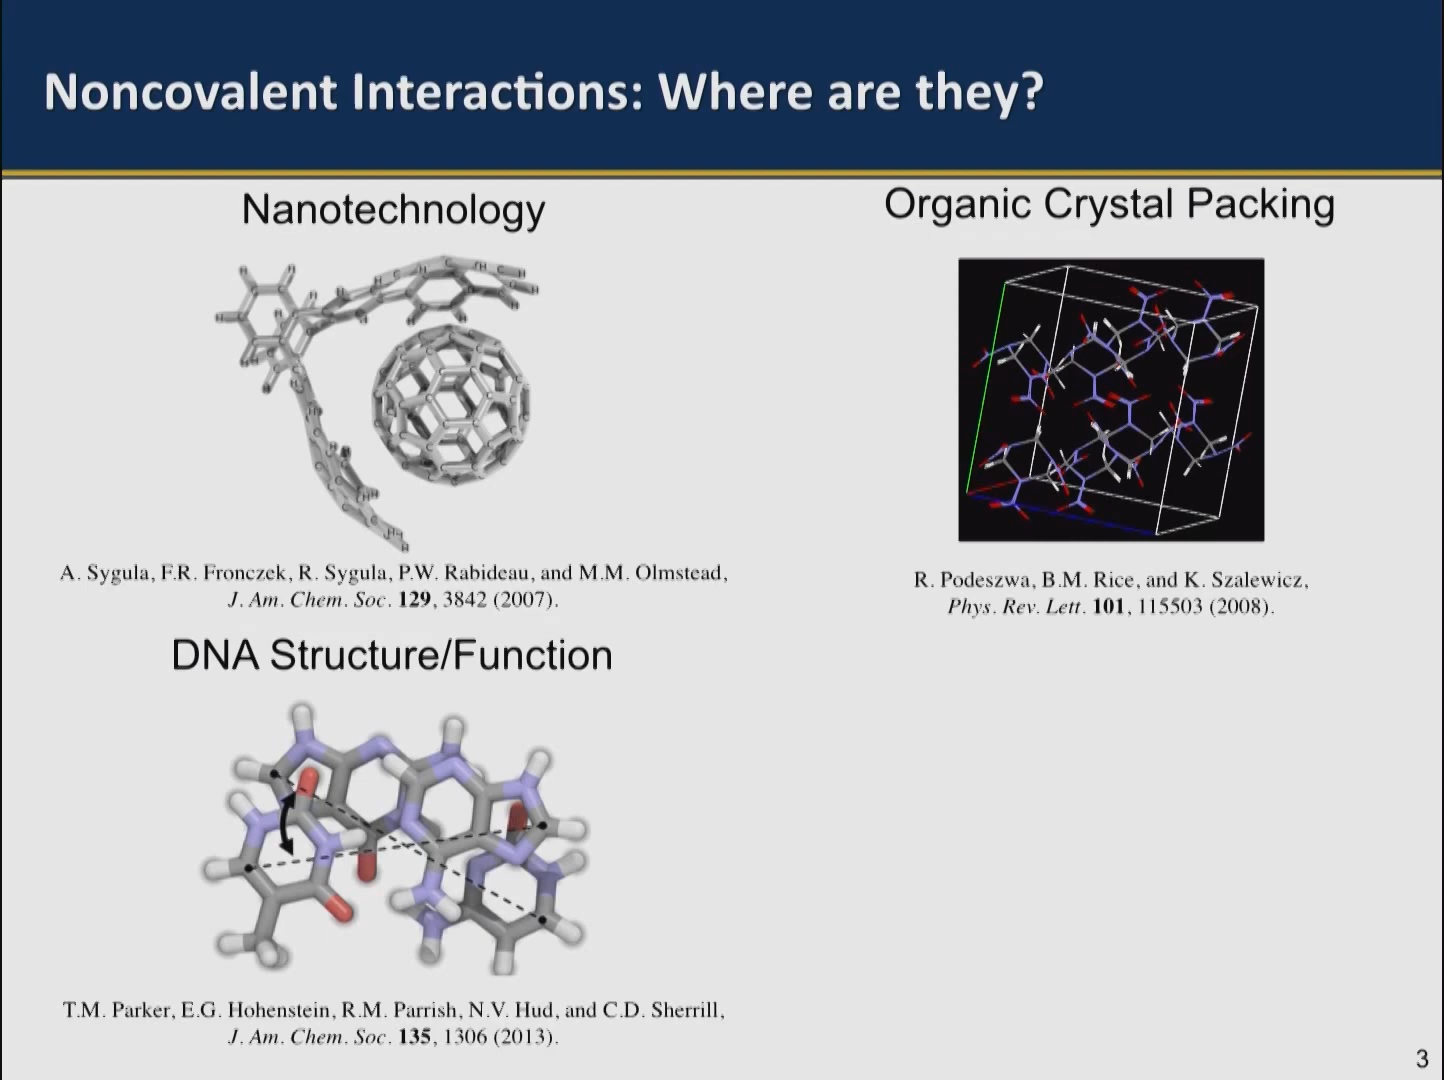 Noncovalent Interactions: Where are they?
Nanotechnology
A. Sygula, F.R. Fronczek, R. Sygula, P.W. Rabideau, and M.M. Olmstead,
J. Am. Chem. Soc. 129, 3842 (2007).
Organic Crystal Packing
R. Podeszwa, B.M. Rice, and K. Szalewicz,
Phys. Rev. Lett. 101, 115503 (2008).
DNA Structure/Function
T.M. Parker, E.G. Hohenstein, R.M. Parrish, N.V. Hud, and C.D. Sherrill,
J. Am. Chem. Soc. 135, 1306 (2013).
3